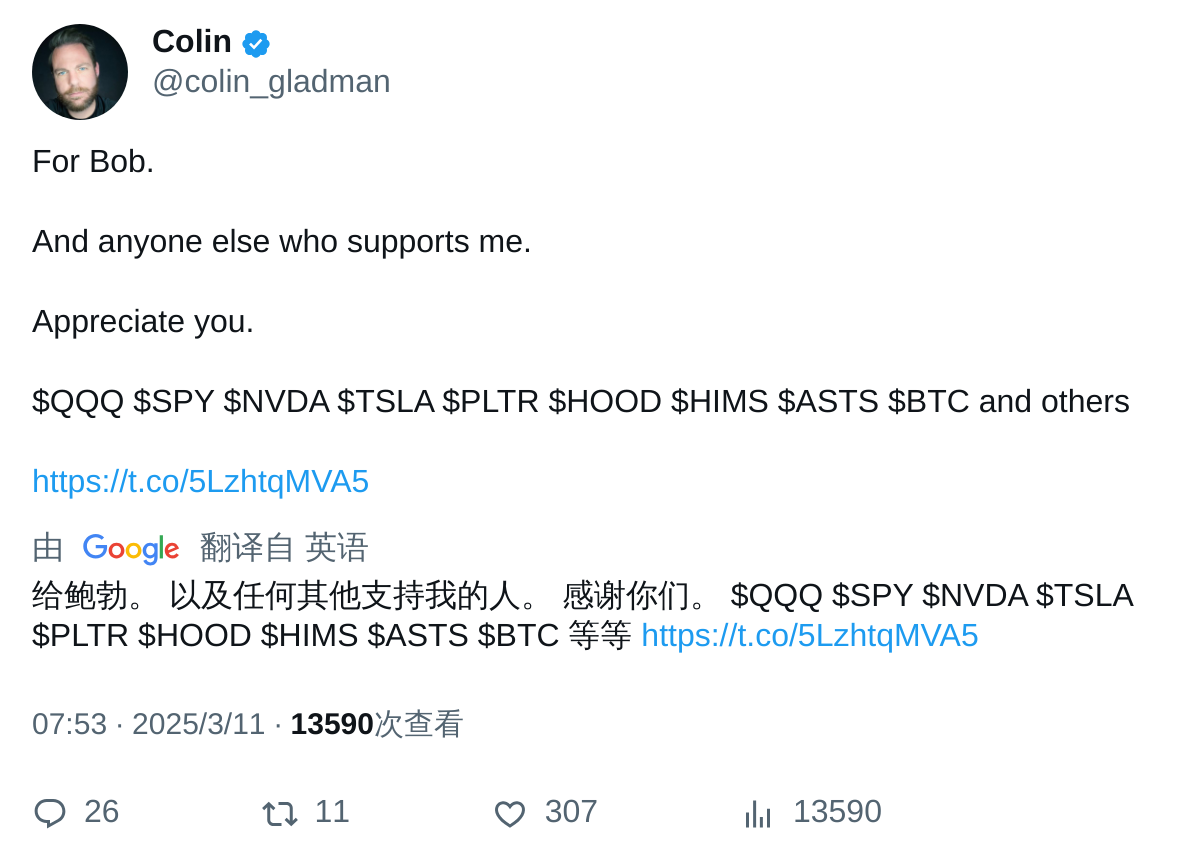 Colin
@colin_gladman
For Bob.
And anyone else who supports me.
Appreciate you.
$QQQ $SPY $NVDA $TSLA $PLTR $HOOD $HIMS $ASTS $BTC and others
https://t.co/5LzhtqMVA5
由 Google 翻译自 英语
给鲍勃。 以及任何其他支持我的人。 感谢你们。 $QQQ $SPY $NVDA $TSLA
$PLTR $HOOD $HIMS $ASTS $BTC 等等 https://t.co/5LzhtqMVA5
07:53 · 2025/3/11 · 13590次查看
26 11 307 13590